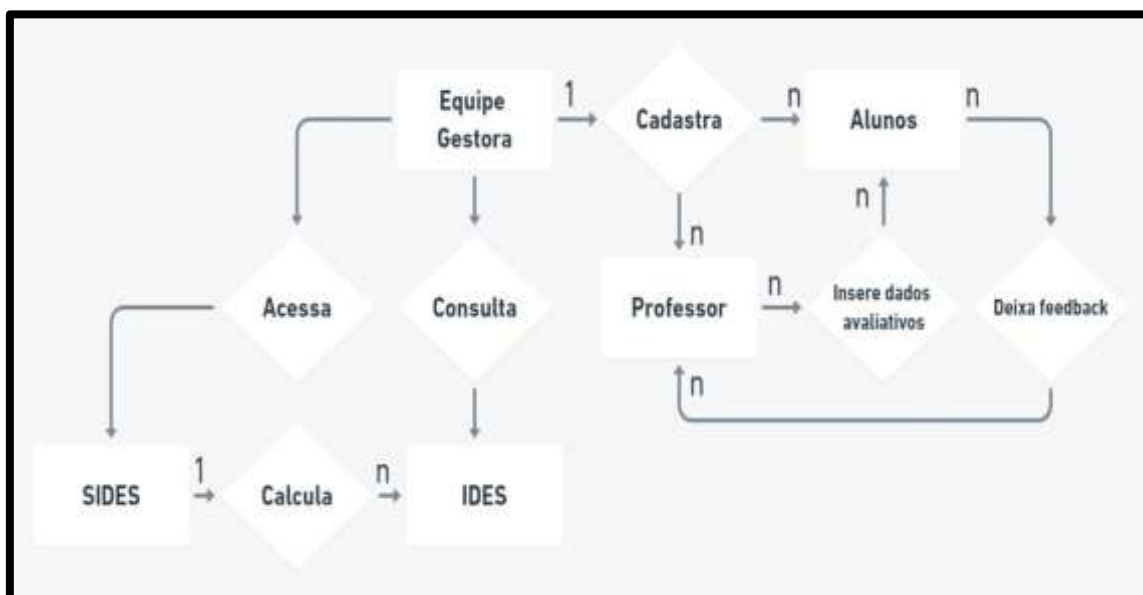 Equipe
Gestora
1
Cadastra
n
Alunos
n
n
n
Acessa
Consulta
Professor
n
Insere dados
avaliativos
Deixa feedback
n
SIDES
1
Calcula
n
IDES